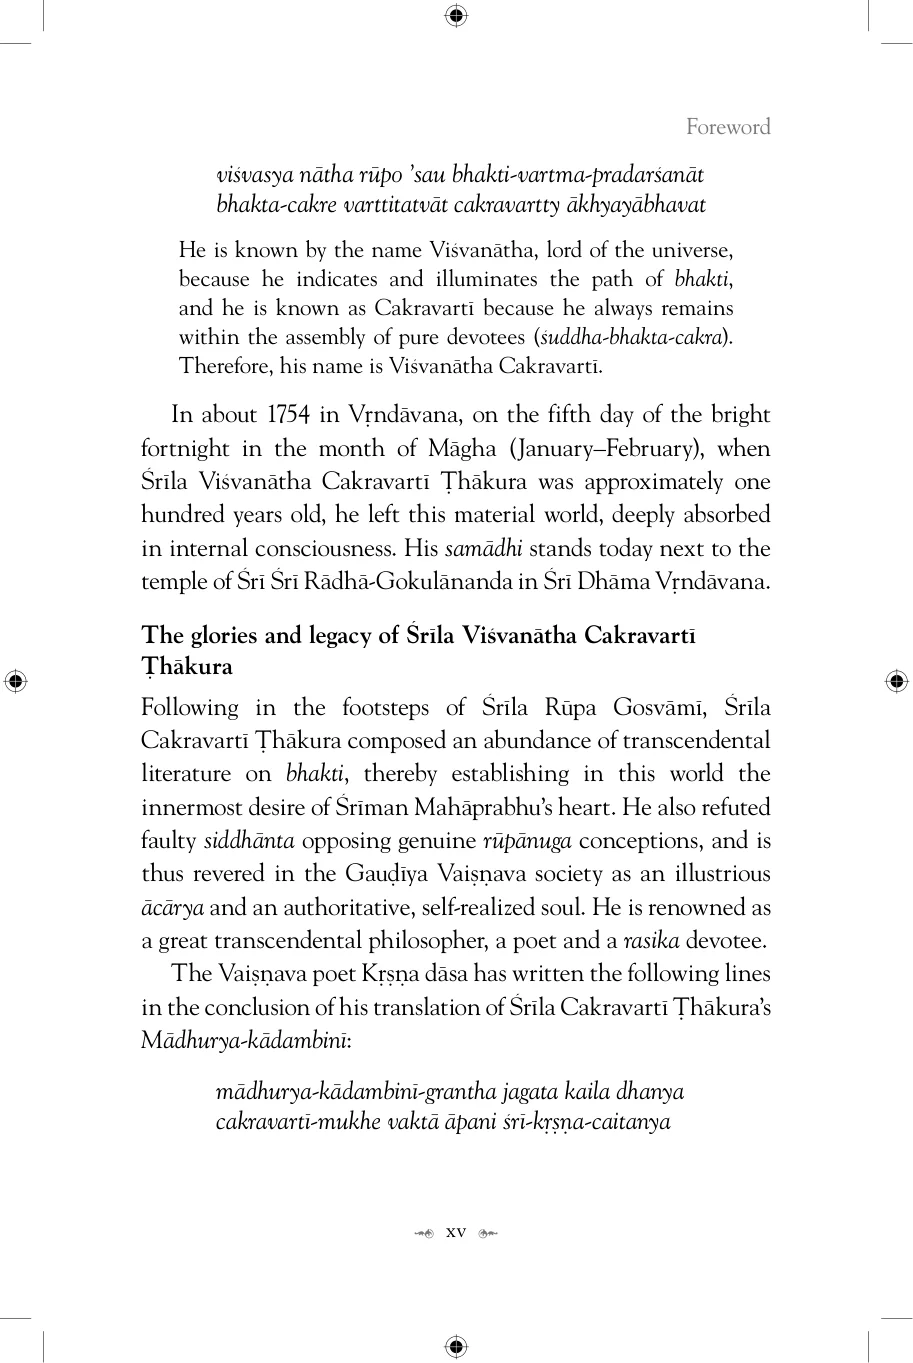 Foreword
viśvasya nātha rūpo ’sau bhakti-vartma-pradarśanāt
bhakta-cakre varttitatvāt cakravartty ākhyayābhavat
He is known by the name Viśvanātha, lord of the universe,
because he indicates and illuminates the path of bhakti,
and he is known as Cakravartī because he always remains
within the assembly of pure devotees (śuddha-bhakta-cakra).
Therefore, his name is Viśvanātha Cakravartī.
In about 1754 in Vṛndāvana, on the fifth day of the bright
fortnight in the month of Māgha (January–February), when
Śrīla Viśvanātha Cakravartī Ṭhākura was approximately one
hundred years old, he left this material world, deeply absorbed
in internal consciousness. His samādhi stands today next to the
temple of Śrī Śrī Rādhā-Gokulānanda in Śrī Dhāma Vṛndāvana.
The glories and legacy of Śrīla Viśvanātha Cakravartī
Ṭhākura
Following in the footsteps of Śrīla Rūpa Gosvāmī, Śrīla
Cakravartī Ṭhākura composed an abundance of transcendental
literature on bhakti, thereby establishing in this world the
innermost desire of Śrīman Mahāprabhu’s heart. He also refuted
faulty siddhānta opposing genuine rūpānuga conceptions, and is
thus revered in the Gauḍīya Vaiṣṇava society as an illustrious
ācārya and an authoritative, self-realized soul. He is renowned as
a great transcendental philosopher, a poet and a rasika devotee.
The Vaiṣṇava poet Kṛṣṇa dāsa has written the following lines
in the conclusion of his translation of Śrīla Cakravartī Ṭhākura’s
Mādhurya-kādambinī:
mādhurya-kādambinī-grantha jagata kaila dhanya
cakravartī-mukhe vaktā āpani śrī-kṛṣṇa-caitanya
xv